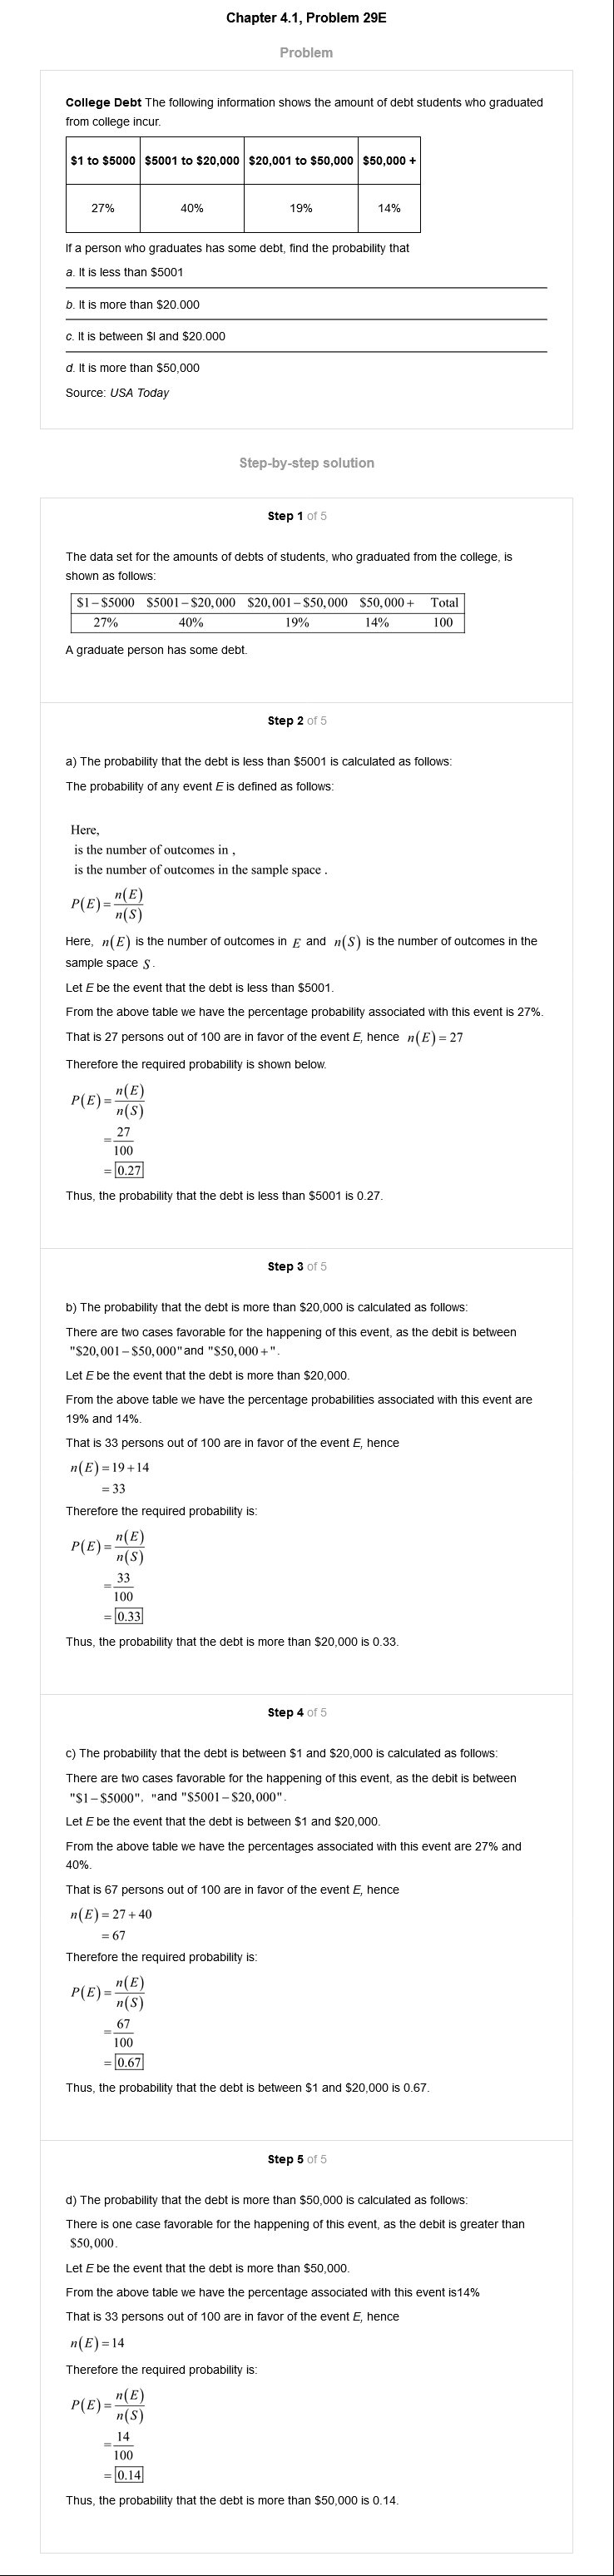 Chapter 4.1, Problem 29E
Problem
College Debt The following information shows the amount of debt students who graduated
from college incur.
$1 to $5000 $5001 to $20,000 $20,001 to $50,000 $50,000 +
27% 40% 19% 14%
If a person who graduates has some debt, find the probability that
a. It is less than $5001
b. It is more than $20.000
c. It is between $l and $20.000
d. It is more than $50,000
Source: USA Today
Step-by-step solution
Step 1 of 5
The data set for the amounts of debts of students, who graduated from the college, is
shown as follows:
$1–$5000 $5001–$20,000 $20,001–$50,000 $50,000+ Total
27% 40% 19% 14% 100
A graduate person has some debt.
Step 2 of 5
a) The probability that the debt is less than $5001 is calculated as follows:
The probability of any event E is defined as follows:
Here,
is the number of outcomes in ,
is the number of outcomes in the sample space .
P(E) = n(E)/n(S)
Here, n(E) is the number of outcomes in E and n(S) is the number of outcomes in the
sample space S.
Let E be the event that the debt is less than $5001.
From the above table we have the percentage probability associated with this event is 27%.
That is 27 persons out of 100 are in favor of the event E, hence n(E) = 27
Therefore the required probability is shown below.
P(E) = n(E)/n(S)
= 27/100
= 0.27
Thus, the probability that the debt is less than $5001 is 0.27.
Step 3 of 5
b) The probability that the debt is more than $20,000 is calculated as follows:
There are two cases favorable for the happening of this event, as the debit is between
"$20,001–$50,000" and "$50,000+".
Let E be the event that the debt is more than $20,000.
From the above table we have the percentage probabilities associated with this event are
19% and 14%.
That is 33 persons out of 100 are in favor of the event E, hence
n(E) = 19+14
= 33
Therefore the required probability is:
P(E) = n(E)/n(S)
= 33/100
= 0.33
Thus, the probability that the debt is more than $20,000 is 0.33.
Step 4 of 5
c) The probability that the debt is between $1 and $20,000 is calculated as follows:
There are two cases favorable for the happening of this event, as the debit is between
"$1–$5000", "and "$5001–$20,000".
Let E be the event that the debt is between $1 and $20,000.
From the above table we have the percentages associated with this event are 27% and
40%.
That is 67 persons out of 100 are in favor of the event E, hence
n(E) = 27 + 40
= 67
Therefore the required probability is:
P(E) = n(E)/n(S)
= 67/100
= 0.67
Thus, the probability that the debt is between $1 and $20,000 is 0.67.
Step 5 of 5
d) The probability that the debt is more than $50,000 is calculated as follows:
There is one case favorable for the happening of this event, as the debit is greater than
$50,000.
Let E be the event that the debt is more than $50,000.
From the above table we have the percentage associated with this event is14%
That is 33 persons out of 100 are in favor of the event E, hence
n(E) = 14
Therefore the required probability is:
P(E) = n(E)/n(S)
= 14/100
= 0.14
Thus, the probability that the debt is more than $50,000 is 0.14.